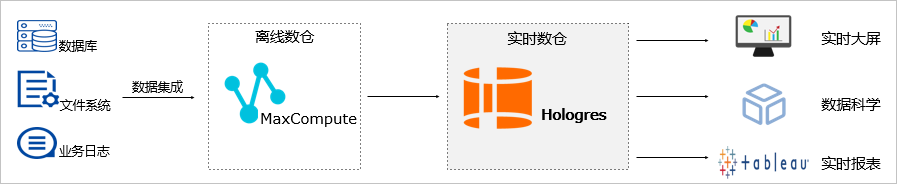 数据库
文件系统
业务日志
数据集成
离线数仓
MaxCompute
实时数仓
Hologres
实时大屏
数据科学
tableau
实时报表